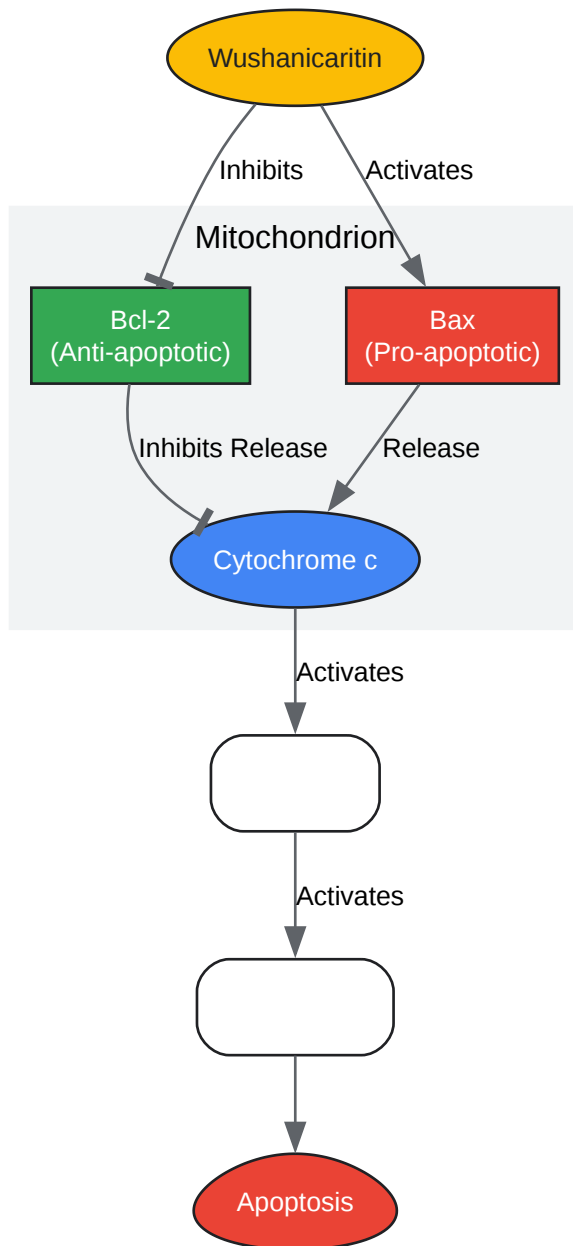 Wushanicaritin
Inhibits
Activates
Mitochondrion
Bcl-2
(Anti-apoptotic)
Bax
(Pro-apoptotic)
Inhibits Release
Release
Cytochrome c
Activates
Activates
Apoptosis